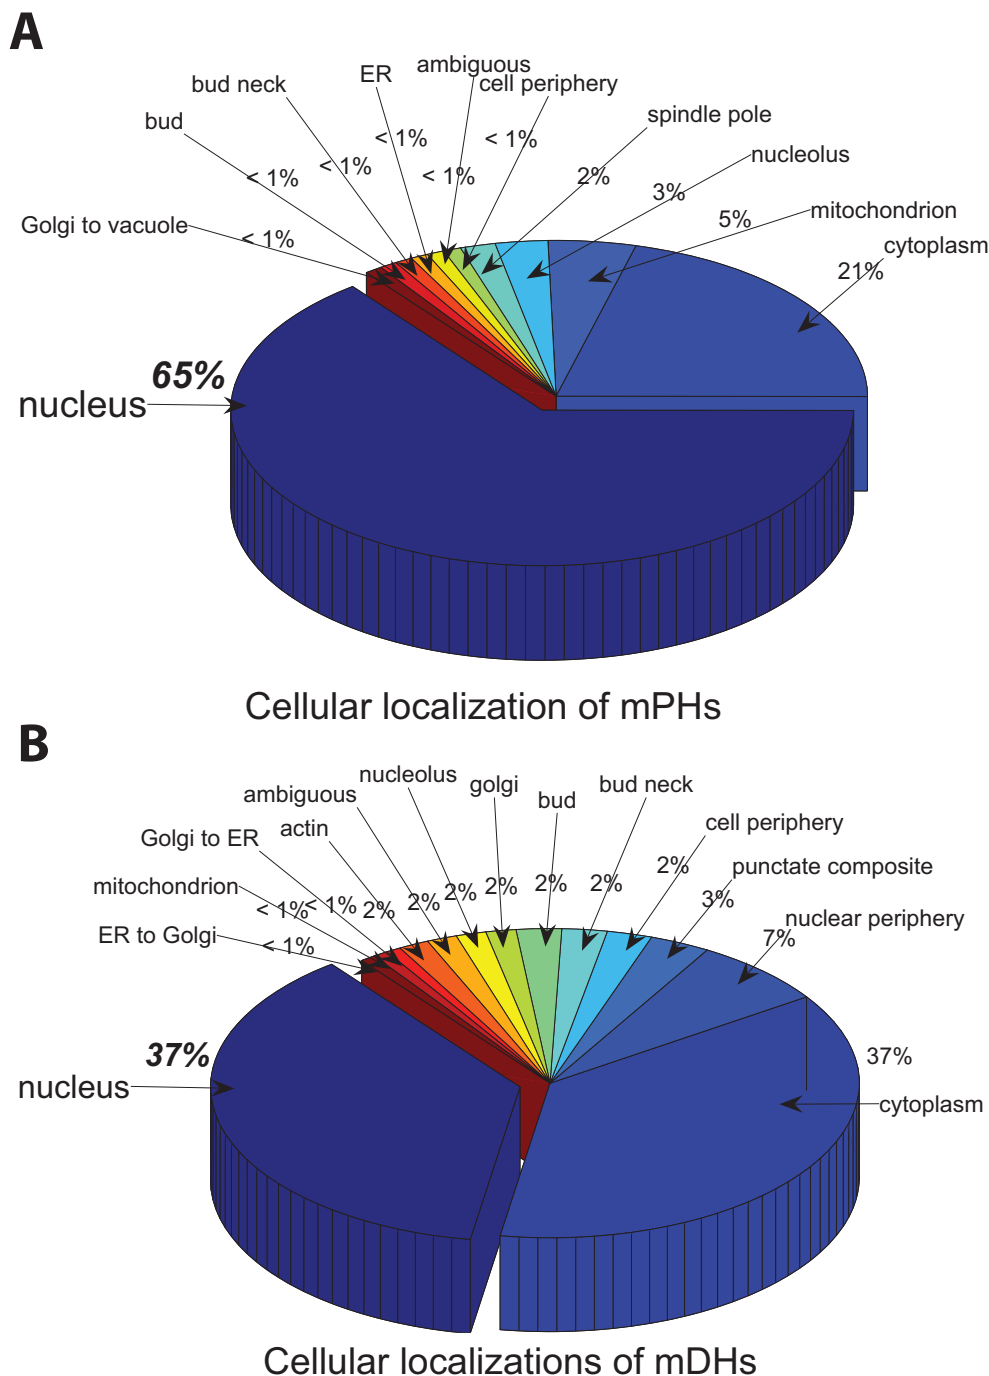 A
ambiguous
ER
cell periphery
bud neck
spindle pole
bud
< 1%
< 1%
nucleolus
< 1%
< 1%
< 1%
2%
3%
mitochondrion
Golgi to vacuole
< 1%
5%
cytoplasm
21%
65%
nucleus
Cellular localization of mPHs
B
nucleolus
golgi
bud neck
ambiguous
bud
actin
cell periphery
Golgi to ER
punctate composite
mitochondrion
< 1%
< 1%
2%
2%
2%
2%
2%
2%
2%
3%
nuclear periphery
ER to Golgi
< 1%
7%
37%
37%
nucleus
cytoplasm
Cellular localizations of mDHs